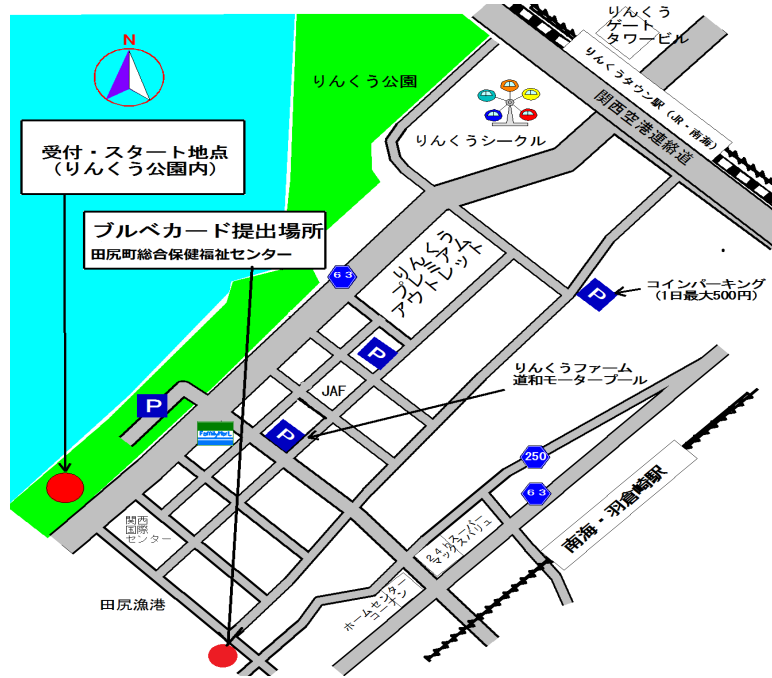 りんくう
ゲート
タワービル
N
りんくう公園
りんくうタウン駅（JR・南海）
関西空港連絡道
りんくうシークル
受付・スタート地点
（りんくう公園内）
ブルベカード提出場所
田尻町総合保健福祉センター
63
りんくう
プレミアム
アウトレット
コインパーキング
（1日最大500円）
P
P
りんくうファーム
道和モータープール
JAF
P
FamilyMart
P
250
63
南海・羽倉崎駅
関西
国際
センター
24hスーパー
マックスバリュ
ホームセンター
コーナン
田尻漁港